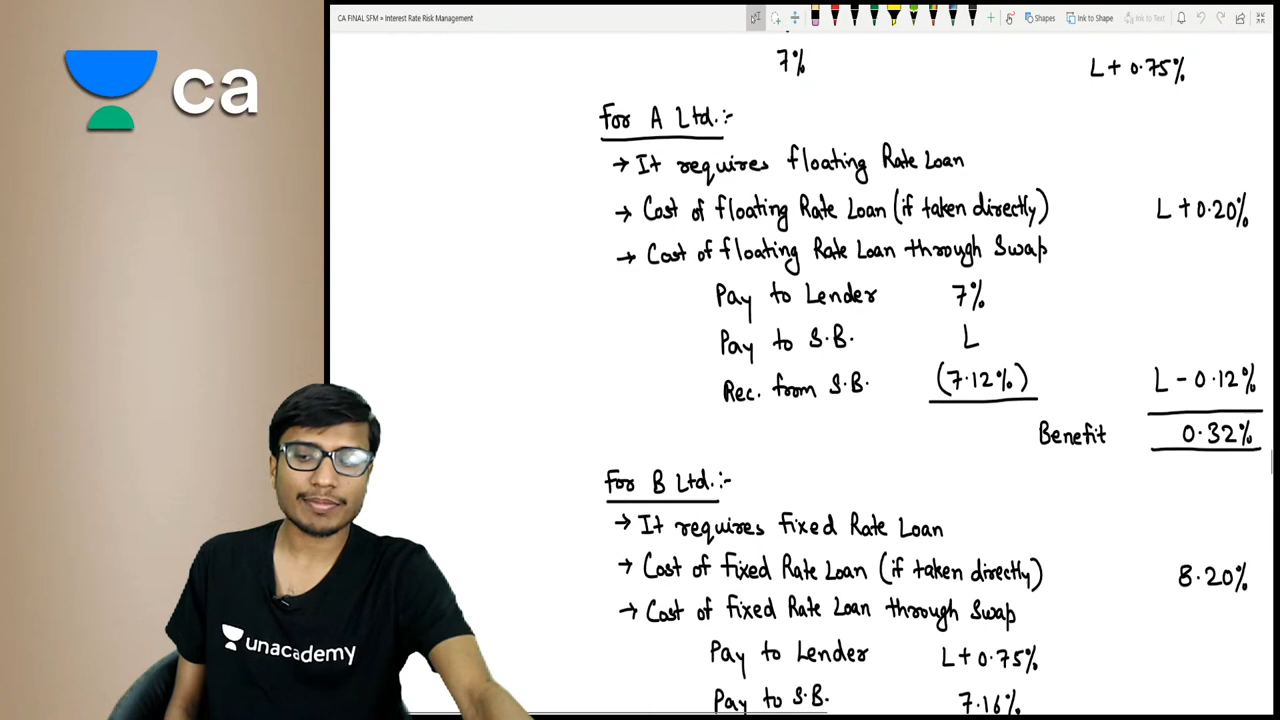 CA FINAL SFM » Interest Rate Risk Management
Shapes
Ink to Shape
Ink to Text
ca
7% L + 0.75%
For A Ltd.:-
→ It requires floating Rate Loan
→ Cost of floating Rate Loan (if taken directly) L + 0.20%
→ Cost of floating Rate Loan through Swap
Pay to Lender 7%
Pay to S.B. L
Rec. from S.B. (7.12%) L - 0.12%
Benefit 0.32%
For B Ltd.:-
→ It requires fixed Rate Loan
→ Cost of fixed Rate Loan (if taken directly) 8.20%
→ Cost of fixed Rate Loan through Swap
Pay to Lender L + 0.75%
Pay to S.B. 7.16%
unacademy